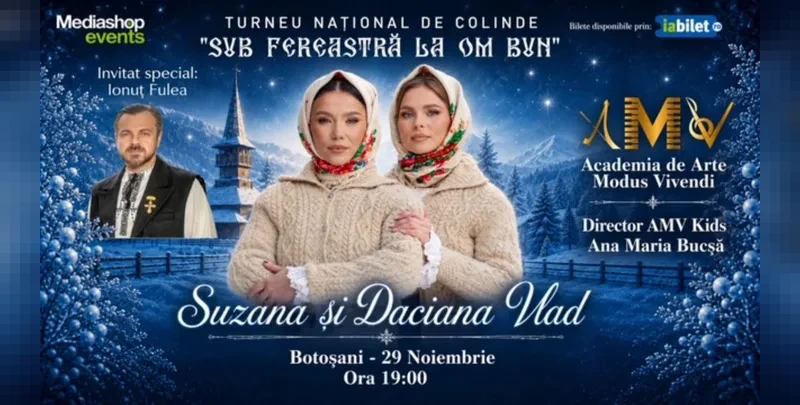 Mediashop
events
TURNEU NAȚIONAL DE COLINDE
"SUB FEREASTRĂ LA OM BUN"
Bilete disponibile prin: iabilet.ro
Invitat special:
Ionuț Fulea
AMV
Academia de Arte
Modus Vivendi
Director AMV Kids
Ana Maria Bucșă
Suzana și Daciana Vlad
Botoșani - 29 Noiembrie
Ora 19:00